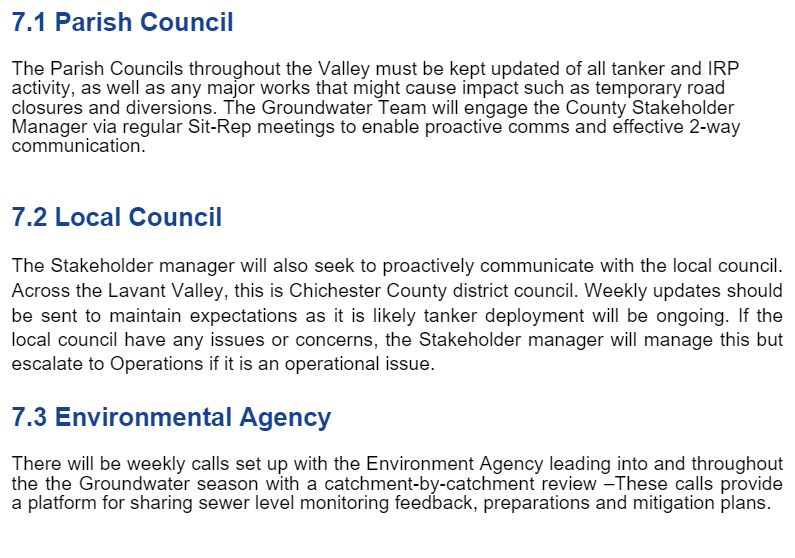 7.1 Parish Council
The Parish Councils throughout the Valley must be kept updated of all tanker and IRP
activity, as well as any major works that might cause impact such as temporary road
closures and diversions. The Groundwater Team will engage the County Stakeholder
Manager via regular Sit-Rep meetings to enable proactive comms and effective 2-way
communication.
7.2 Local Council
The Stakeholder manager will also seek to proactively communicate with the local council.
Across the Lavant Valley, this is Chichester County district council. Weekly updates should
be sent to maintain expectations as it is likely tanker deployment will be ongoing. If the
local council have any issues or concerns, the Stakeholder manager will manage this but
escalate to Operations if it is an operational issue.
7.3 Environmental Agency
There will be weekly calls set up with the Environment Agency leading into and throughout
the the Groundwater season with a catchment-by-catchment review –These calls provide
a platform for sharing sewer level monitoring feedback, preparations and mitigation plans.